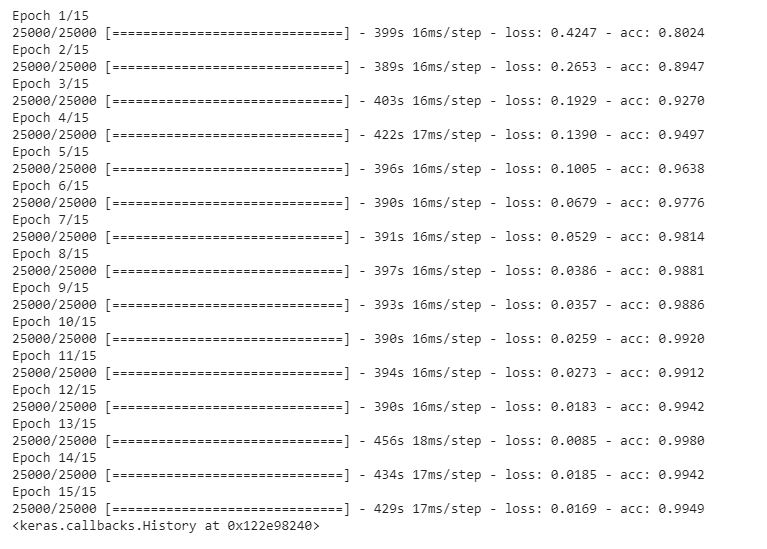 Epoch 1/15
25000/25000 [==============================] - 399s 16ms/step - loss: 0.4247 - acc: 0.8024
Epoch 2/15
25000/25000 [==============================] - 389s 16ms/step - loss: 0.2653 - acc: 0.8947
Epoch 3/15
25000/25000 [==============================] - 403s 16ms/step - loss: 0.1929 - acc: 0.9270
Epoch 4/15
25000/25000 [==============================] - 422s 17ms/step - loss: 0.1390 - acc: 0.9497
Epoch 5/15
25000/25000 [==============================] - 396s 16ms/step - loss: 0.1005 - acc: 0.9638
Epoch 6/15
25000/25000 [==============================] - 390s 16ms/step - loss: 0.0679 - acc: 0.9776
Epoch 7/15
25000/25000 [==============================] - 391s 16ms/step - loss: 0.0529 - acc: 0.9814
Epoch 8/15
25000/25000 [==============================] - 397s 16ms/step - loss: 0.0386 - acc: 0.9881
Epoch 9/15
25000/25000 [==============================] - 393s 16ms/step - loss: 0.0357 - acc: 0.9886
Epoch 10/15
25000/25000 [==============================] - 390s 16ms/step - loss: 0.0259 - acc: 0.9920
Epoch 11/15
25000/25000 [==============================] - 394s 16ms/step - loss: 0.0273 - acc: 0.9912
Epoch 12/15
25000/25000 [==============================] - 390s 16ms/step - loss: 0.0183 - acc: 0.9942
Epoch 13/15
25000/25000 [==============================] - 456s 18ms/step - loss: 0.0085 - acc: 0.9980
Epoch 14/15
25000/25000 [==============================] - 434s 17ms/step - loss: 0.0185 - acc: 0.9942
Epoch 15/15
25000/25000 [==============================] - 429s 17ms/step - loss: 0.0169 - acc: 0.9949
<keras.callbacks.History at 0x122e98240>